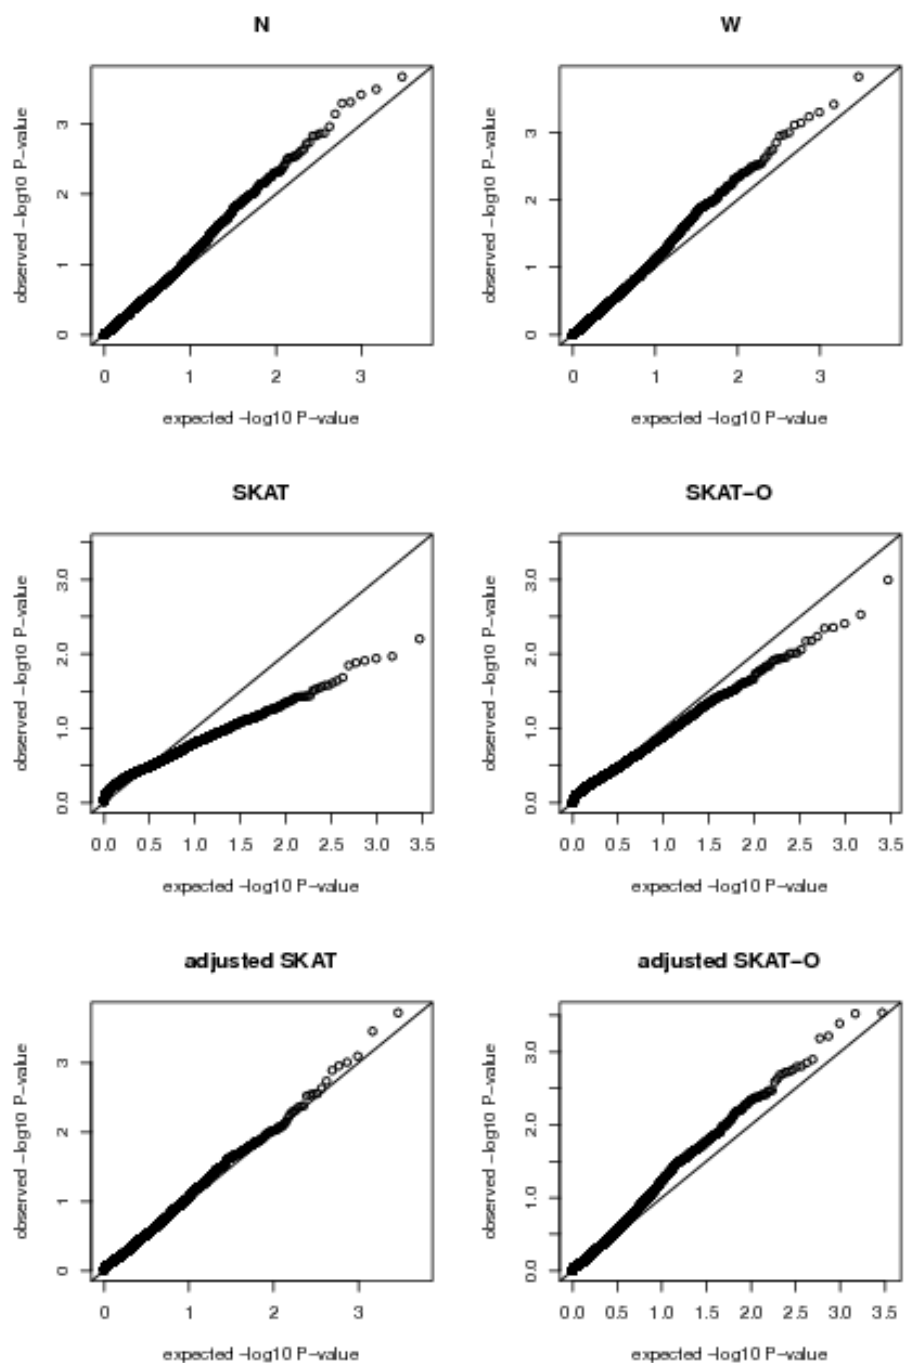 N W
3
2
1
0
observed -log10 P-value
0 1 2 3
expected -log10 P-value
3
2
1
0
observed -log10 P-value
0 1 2 3
expected -log10 P-value
SKAT SKAT-O
3.0
2.0
1.0
0.0
observed -log10 P-value
0.0 0.5 1.0 1.5 2.0 2.5 3.0 3.5
expected -log10 P-value
3.0
2.0
1.0
0.0
observed -log10 P-value
0.0 0.5 1.0 1.5 2.0 2.5 3.0 3.5
expected -log10 P-value
adjusted SKAT adjusted SKAT-O
3
2
1
0
observed -log10 P-value
0 1 2 3
expected -log10 P-value
3.0
2.0
1.0
0.0
observed -log10 P-value
0.0 0.5 1.0 1.5 2.0 2.5 3.0 3.5
expected -log10 P-value